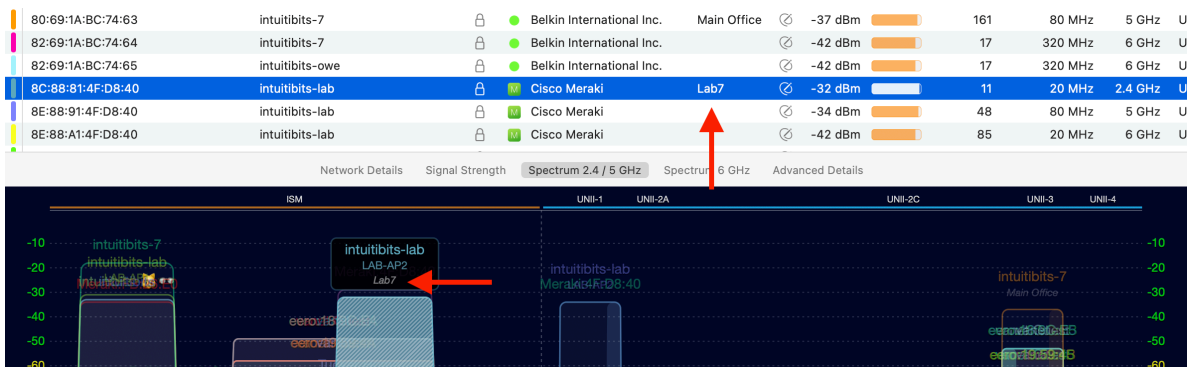 80:69:1A:BC:74:63 intuitibits-7 Belkin International Inc. Main Office -37 dBm 161 80 MHz 5 GHz U
82:69:1A:BC:74:64 intuitibits-7 Belkin International Inc. -42 dBm 17 320 MHz 6 GHz U
82:69:1A:BC:74:65 intuitibits-owe Belkin International Inc. -42 dBm 17 320 MHz 6 GHz U
8C:88:81:4F:D8:40 intuitibits-lab M Cisco Meraki Lab7 -32 dBm 11 20 MHz 2.4 GHz U
8E:88:91:4F:D8:40 intuitibits-lab M Cisco Meraki -34 dBm 48 80 MHz 5 GHz U
8E:88:A1:4F:D8:40 intuitibits-lab M Cisco Meraki -42 dBm 85 20 MHz 6 GHz U
Network Details Signal Strength Spectrum 2.4 / 5 GHz Spectrum 6 GHz Advanced Details
ISM UNII-1 UNII-2A UNII-2C UNII-3 UNII-4
-10 intuitibits-7 intuitibits-lab -10
intuitibits-lab LAB-AP2
-20 Lab7 intuitibits-lab -20
intuitibits-7
-30 Main Office -30
-40 -40
-50 -50
-60 -60